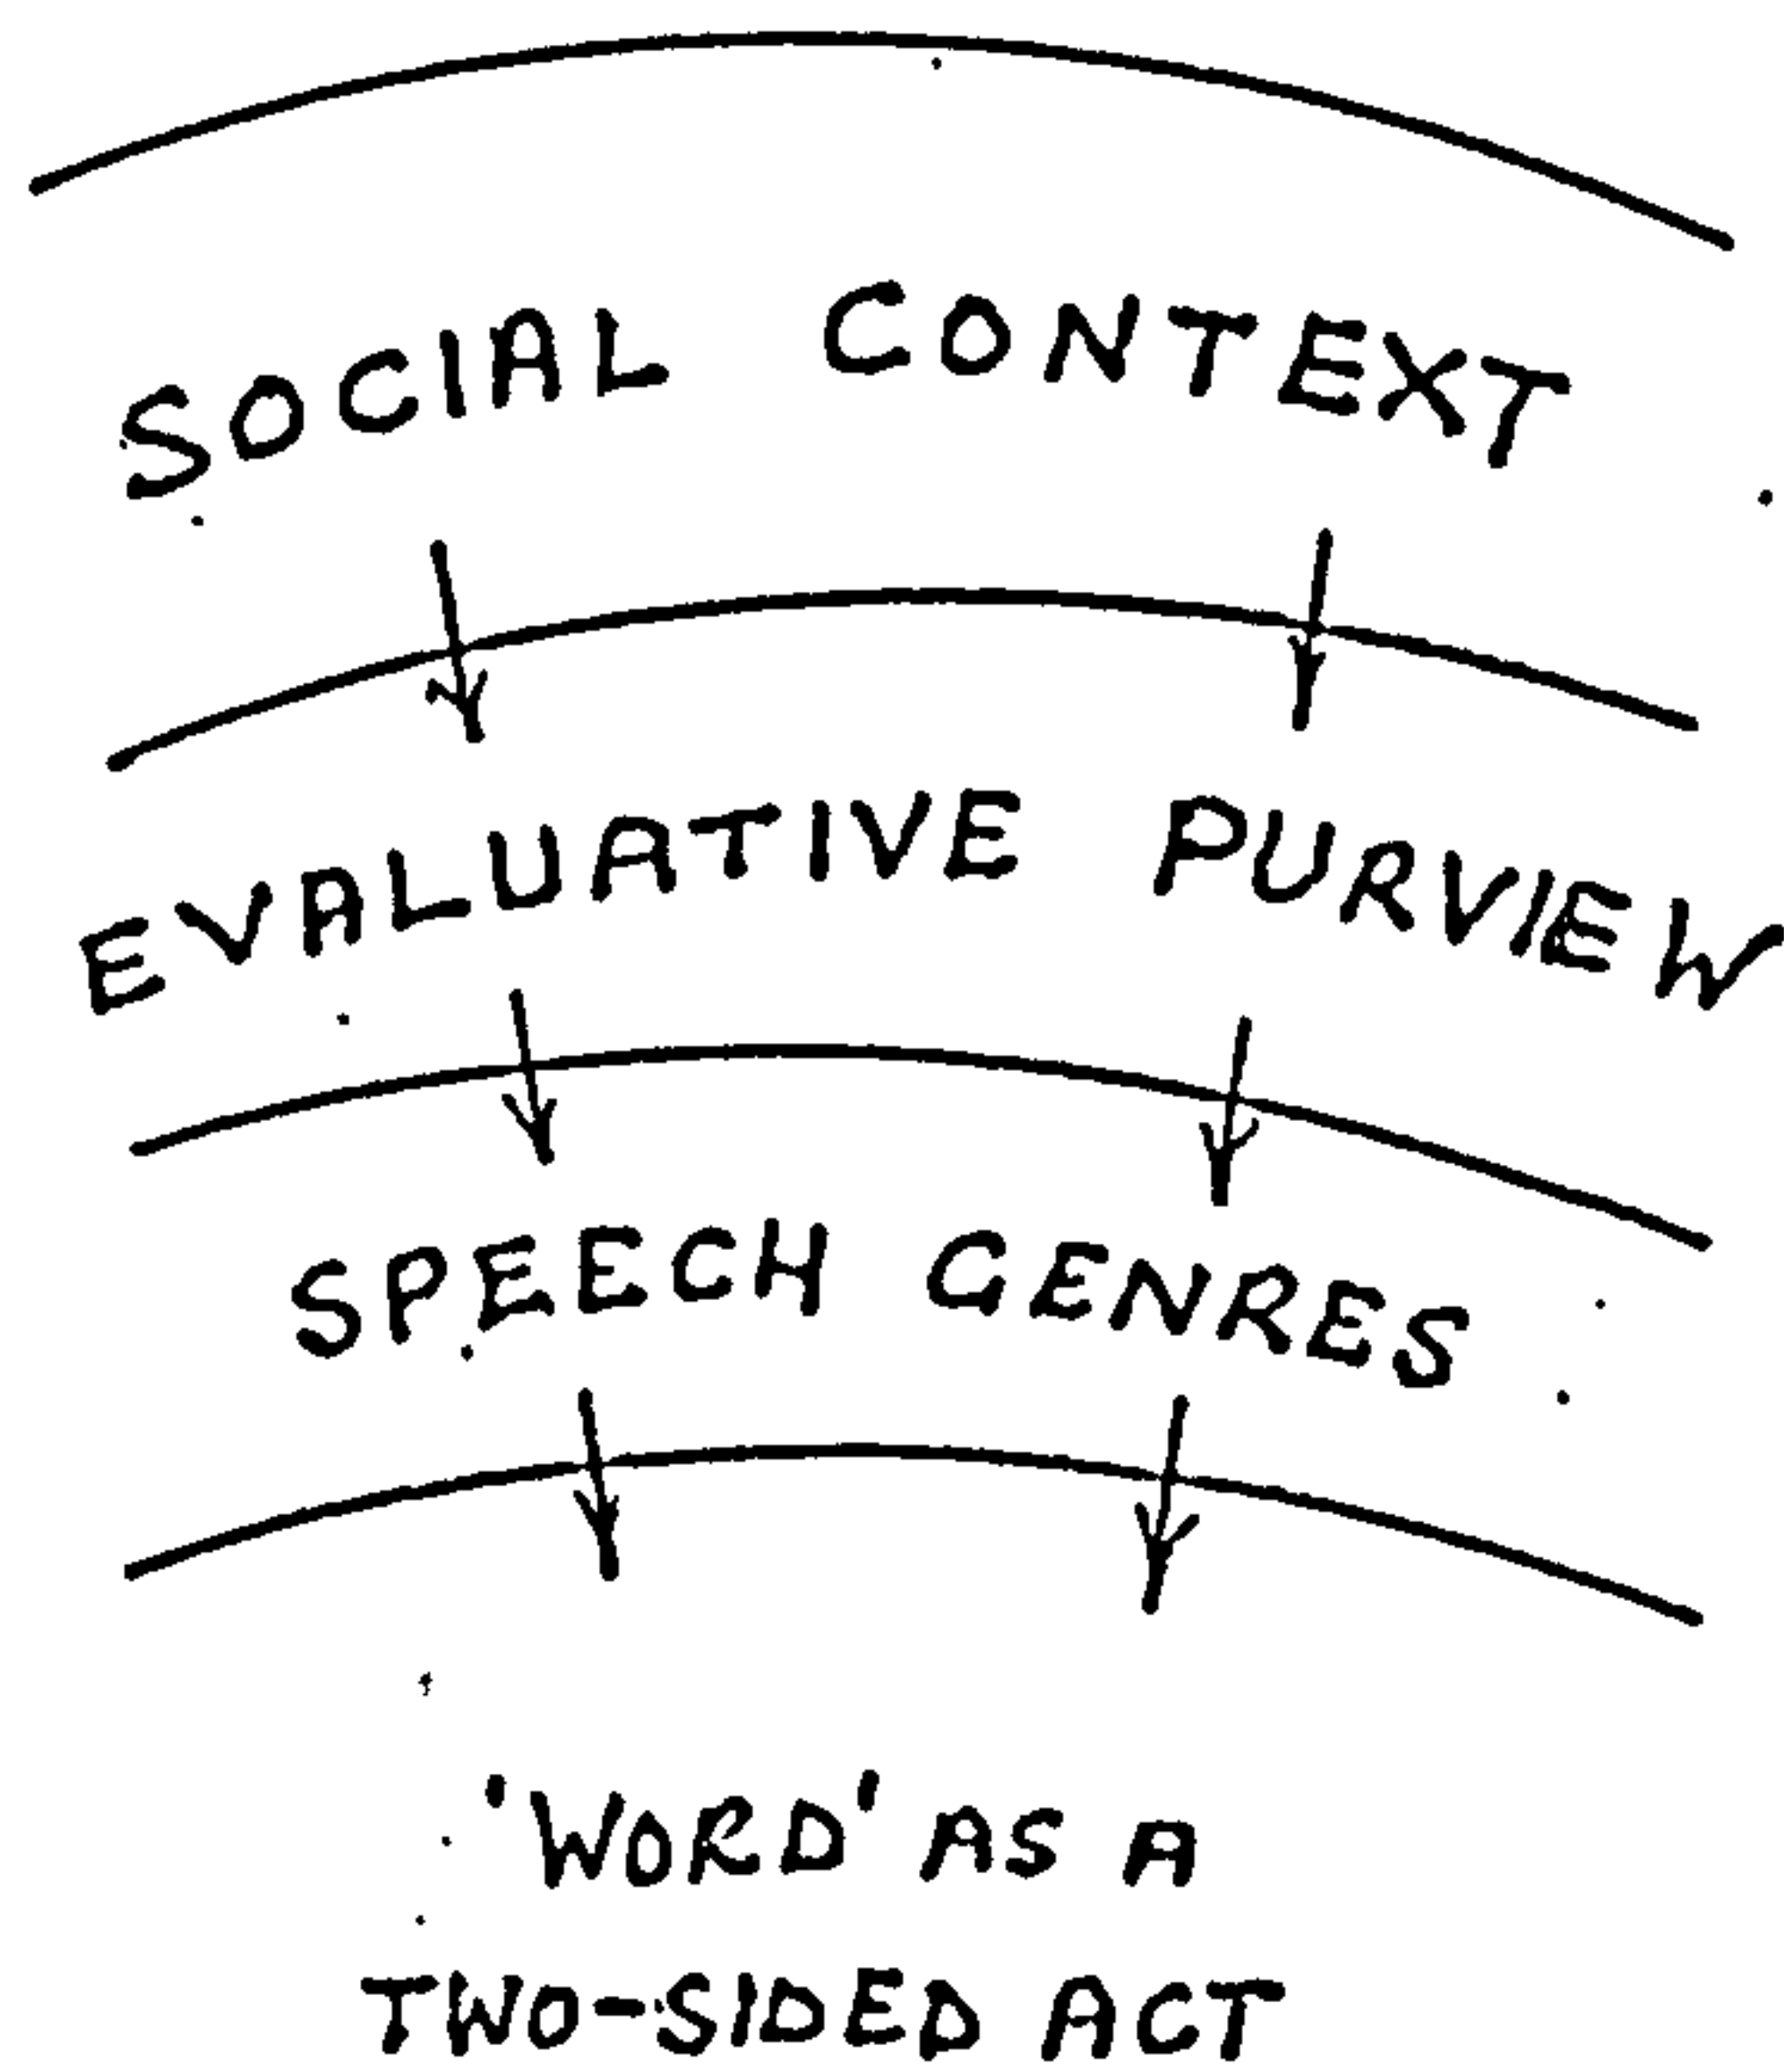 SOCIAL CONTEXT
EVALUATIVE PURVIEW
SPEECH GENRES
'WORD' AS A
TWO-SIDED ACT